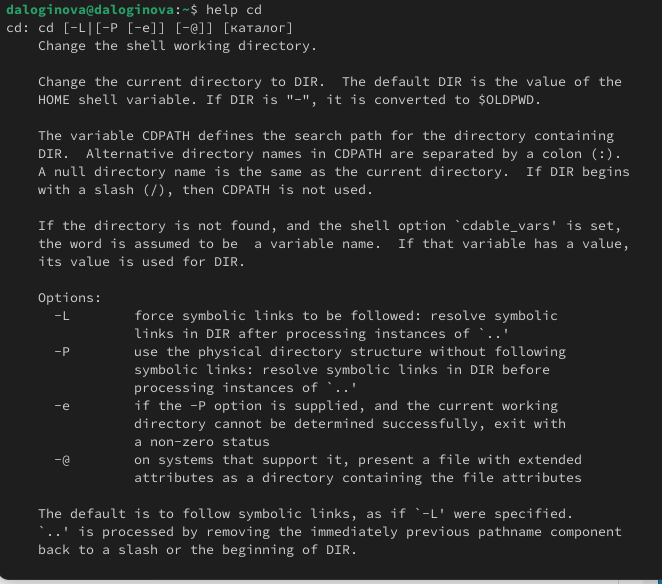 daloginova@daloginova:~$ help cd
cd: cd [-L|[-P [-e]] [-@]] [каталог]
Change the shell working directory.
Change the current directory to DIR.  The default DIR is the value of the
HOME shell variable. If DIR is "-", it is converted to $OLDPWD.
The variable CDPATH defines the search path for the directory containing
DIR.  Alternative directory names in CDPATH are separated by a colon (:).
A null directory name is the same as the current directory.  If DIR begins
with a slash (/), then CDPATH is not used.
If the directory is not found, and the shell option `cdable_vars' is set,
the word is assumed to be  a variable name.  If that variable has a value,
its value is used for DIR.
Options:
-L        force symbolic links to be followed: resolve symbolic
links in DIR after processing instances of `..'
-P        use the physical directory structure without following
symbolic links: resolve symbolic links in DIR before
processing instances of `..'
-e        if the -P option is supplied, and the current working
directory cannot be determined successfully, exit with
a non-zero status
-@        on systems that support it, present a file with extended
attributes as a directory containing the file attributes
The default is to follow symbolic links, as if `-L' were specified.
`..' is processed by removing the immediately previous pathname component
back to a slash or the beginning of DIR.